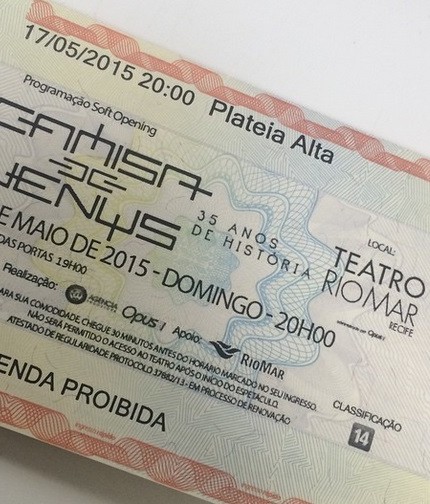 17/05/2015 20:00 Plateia Alta
Programação Soft Opening
CAMISA
DE
VENUS
35 ANOS
DE HISTÓRIA
E MAIO DE 2015 - DOMINGO - 20H00
DAS PORTAS 19H00
LOCAL:
TEATRO
RIOMAR
RECIFE
Realização: AGENCIA Opus Apoio: RIOMAR
ARA SUA COMODIDADE CHEGUE 30 MINUTOS ANTES DO HORÁRIO MARCADO NO SEU INGRESSO.
NÃO SERÁ PERMITIDO O ACESSO AO TEATRO APÓS O INÍCIO DO ESPETÁCULO.
ATESTADO DE REGULARIDADE PROTOCOLO 37882/13 - EM PROCESSO DE RENOVAÇÃO
CLASSIFICAÇÃO
14
ENDA PROIBIDA